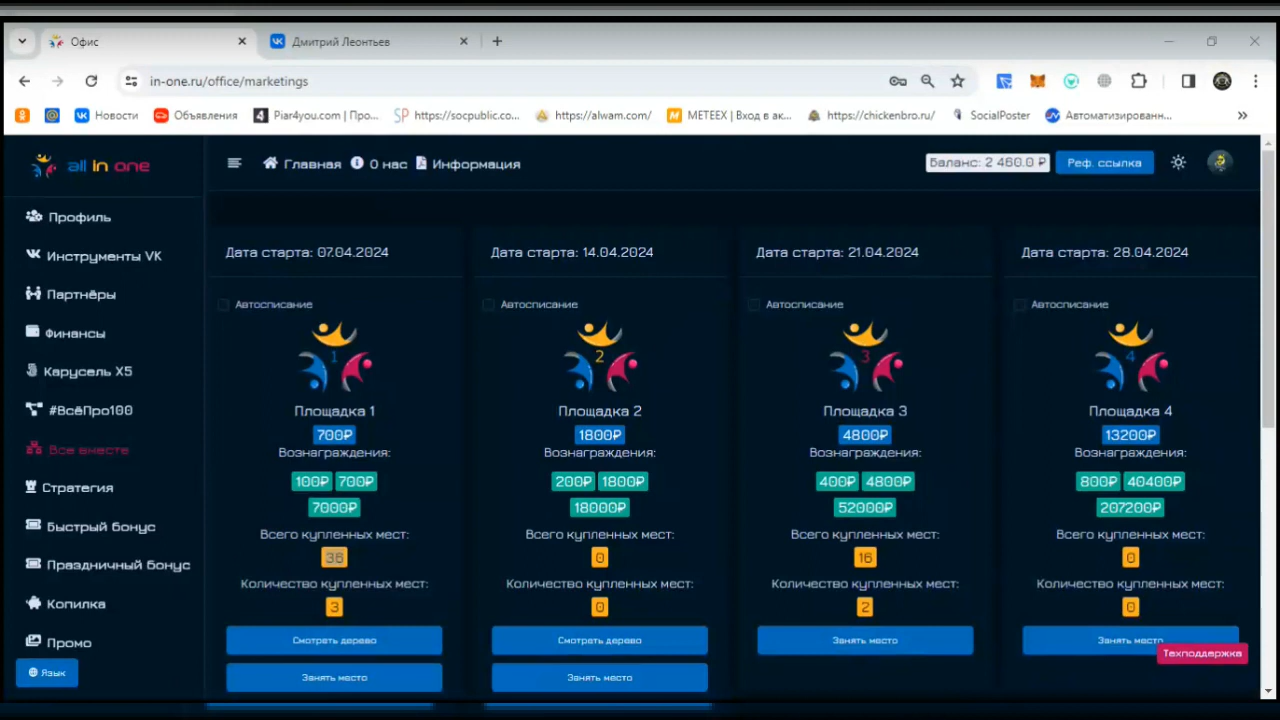 Офис
Дмитрий Леонтьев
in-one.ru/office/marketings
Новости
Объявления
Piar4you.com | Про...
https://socpublic.co...
https://alwam.com/
METEEX | Вход в ак...
https://chickenbro.ru/
SocialPoster
Автоматизированн...
all in one
Главная
О нас
Информация
Баланс: 2 460.0 ₽
Реф. ссылка
Профиль
Инструменты VK
Партнёры
Финансы
Карусель X5
#ВсёПро100
Все вместе
Стратегия
Быстрый бонус
Праздничный бонус
Копилка
Промо
Язык
Дата старта: 07.04.2024
Автосписание
1
Площадка 1
700₽
Вознаграждения:
100₽ 700₽
7000₽
Всего купленных мест:
36
Количество купленных мест:
3
Смотреть дерево
Занять место
Дата старта: 14.04.2024
Автосписание
2
Площадка 2
1800₽
Вознаграждения:
200₽ 1800₽
18000₽
Всего купленных мест:
0
Количество купленных мест:
0
Смотреть дерево
Занять место
Дата старта: 21.04.2024
Автосписание
3
Площадка 3
4800₽
Вознаграждения:
400₽ 4800₽
52000₽
Всего купленных мест:
16
Количество купленных мест:
2
Занять место
Дата старта: 28.04.2024
Автосписание
4
Площадка 4
13200₽
Вознаграждения:
800₽ 40400₽
207200₽
Всего купленных мест:
0
Количество купленных мест:
0
Занять место
Техподдержка